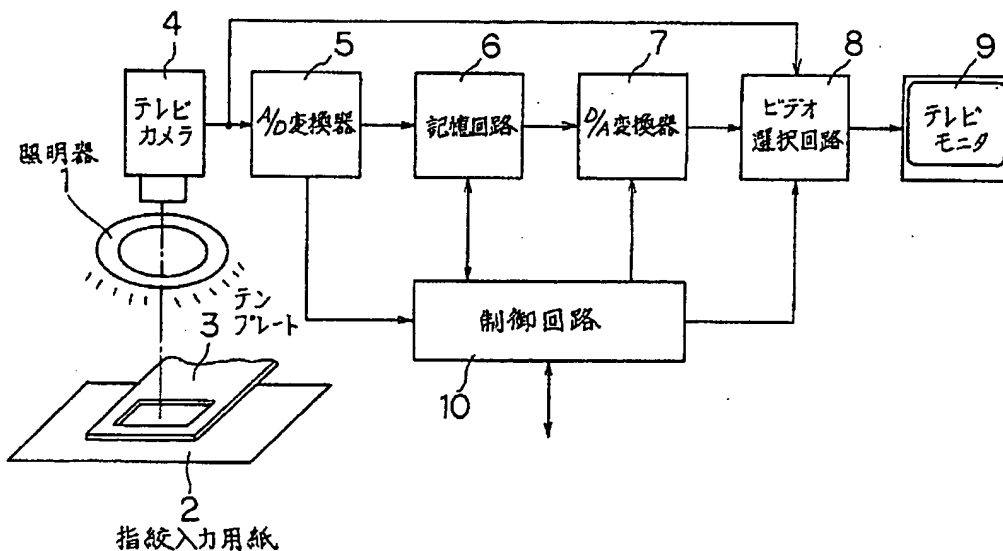 4
5
6
7
8
9
テレビ
カメラ
A/D変換器
記憶回路
D/A変換器
ビデオ
選択回路
テレビ
モニタ
照明器
1
テン
プレート
3
制御回路
10
2
指紋入力用紙